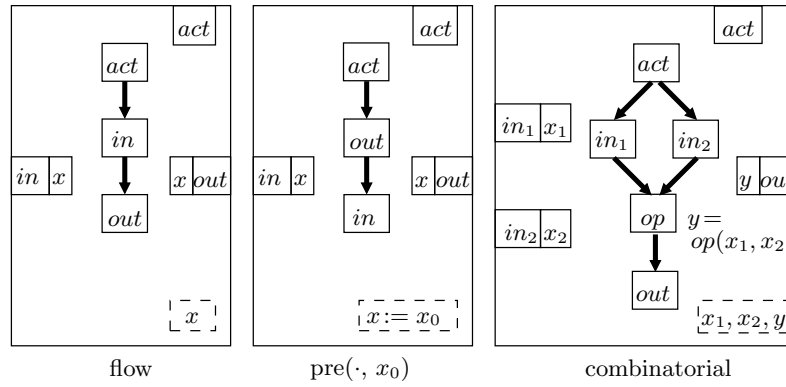 act
act
in
in x
x out
out
x
flow
act
act
out
in x
x out
in
x := x₀
pre(·, x₀)
act
act
in₁ x₁
in₁
in₂
y ou
in₂ x₂
op
y =
op(x₁, x₂
out
x₁, x₂, y
combinatorial